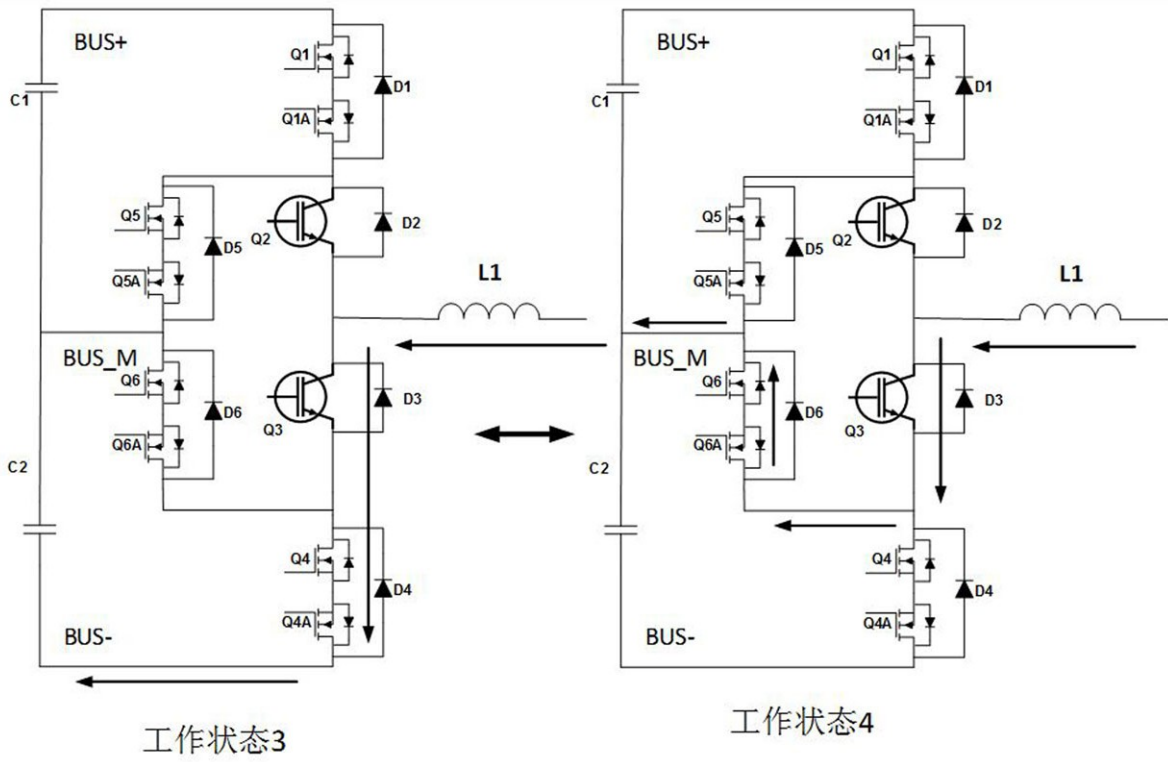 BUS+
Q1
D1
C1
Q1A
Q5
D2
Q2
D5
Q5A
L1
BUS_M
Q6
D3
D6
Q3
Q6A
C2
Q4
D4
Q4A
BUS-
工作状态3
BUS+
Q1
D1
C1
Q1A
Q5
D2
Q2
D5
Q5A
L1
BUS_M
Q6
D3
D6
Q3
Q6A
C2
Q4
D4
Q4A
BUS-
工作状态4